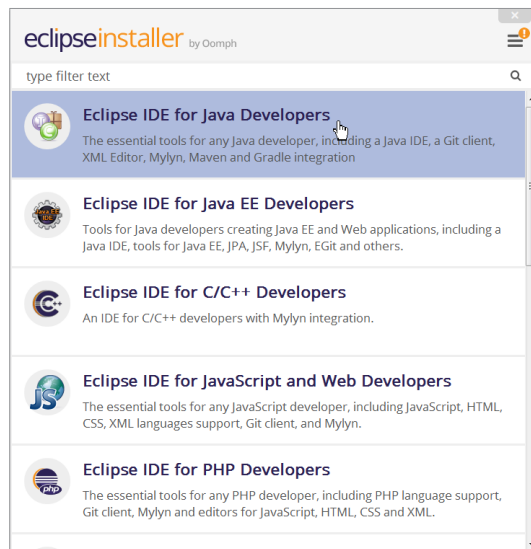 eclipseinstaller by Oomph
type filter text
Eclipse IDE for Java Developers
The essential tools for any Java developer, including a Java IDE, a Git client,
XML Editor, Mylyn, Maven and Gradle integration
Java EE
IDE
Eclipse IDE for Java EE Developers
Tools for Java developers creating Java EE and Web applications, including a
Java IDE, tools for Java EE, JPA, JSF, Mylyn, EGit and others.
C++
Eclipse IDE for C/C++ Developers
An IDE for C/C++ developers with Mylyn integration.
JS
Eclipse IDE for JavaScript and Web Developers
The essential tools for any JavaScript developer, including JavaScript, HTML,
CSS, XML languages support, Git client, and Mylyn.
php
Eclipse IDE for PHP Developers
The essential tools for any PHP developer, including PHP language support,
Git client, Mylyn and editors for JavaScript, HTML, CSS and XML.